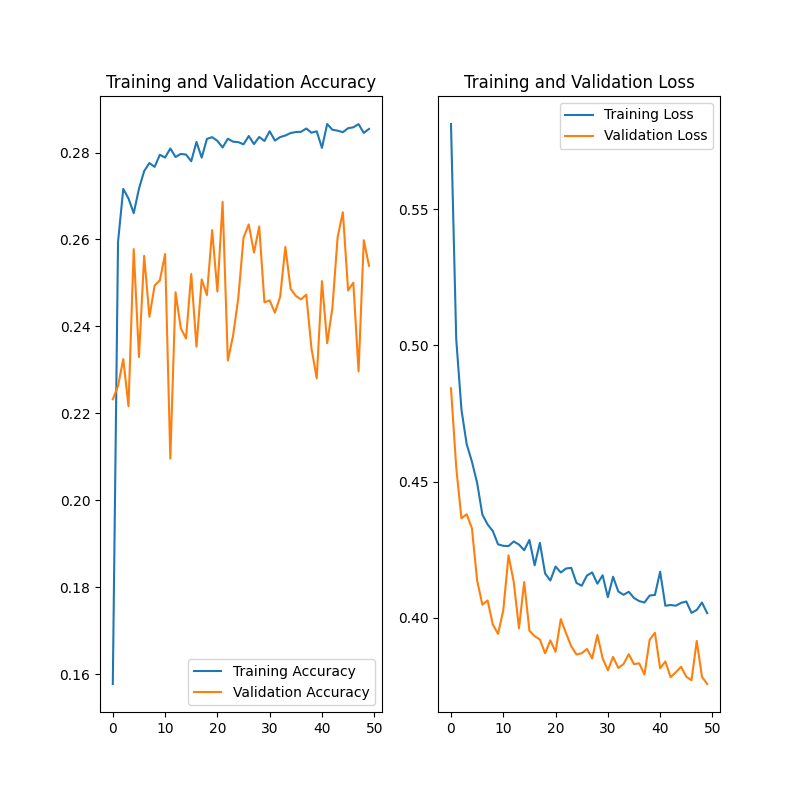 Training and Validation Accuracy
0.28
0.26
0.24
0.22
0.20
0.18
0.16
0 10 20 30 40 50
Training Accuracy
Validation Accuracy
Training and Validation Loss
0.55
0.50
0.45
0.40
0 10 20 30 40 50
Training Loss
Validation Loss